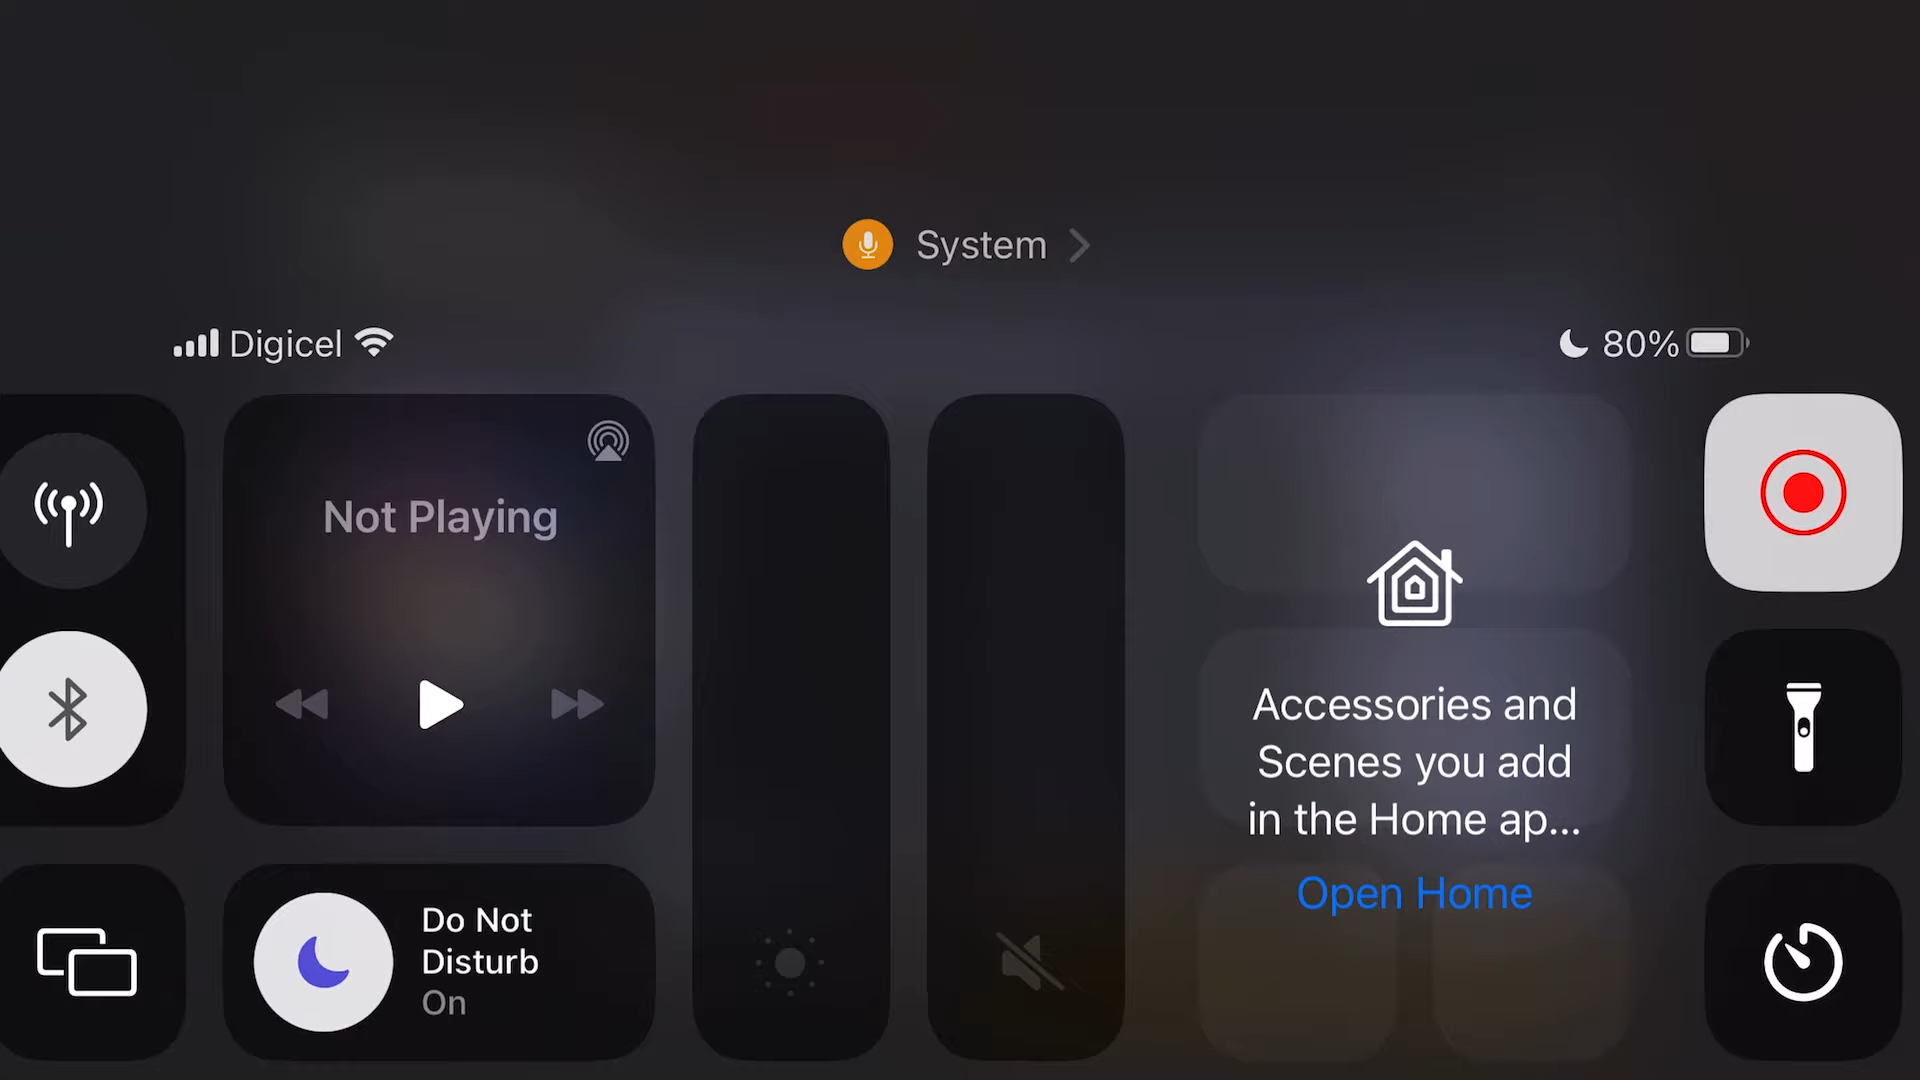 System
Digicel
80%
Not Playing
Accessories and
Scenes you add
in the Home ap...
Open Home
Do Not
Disturb
On